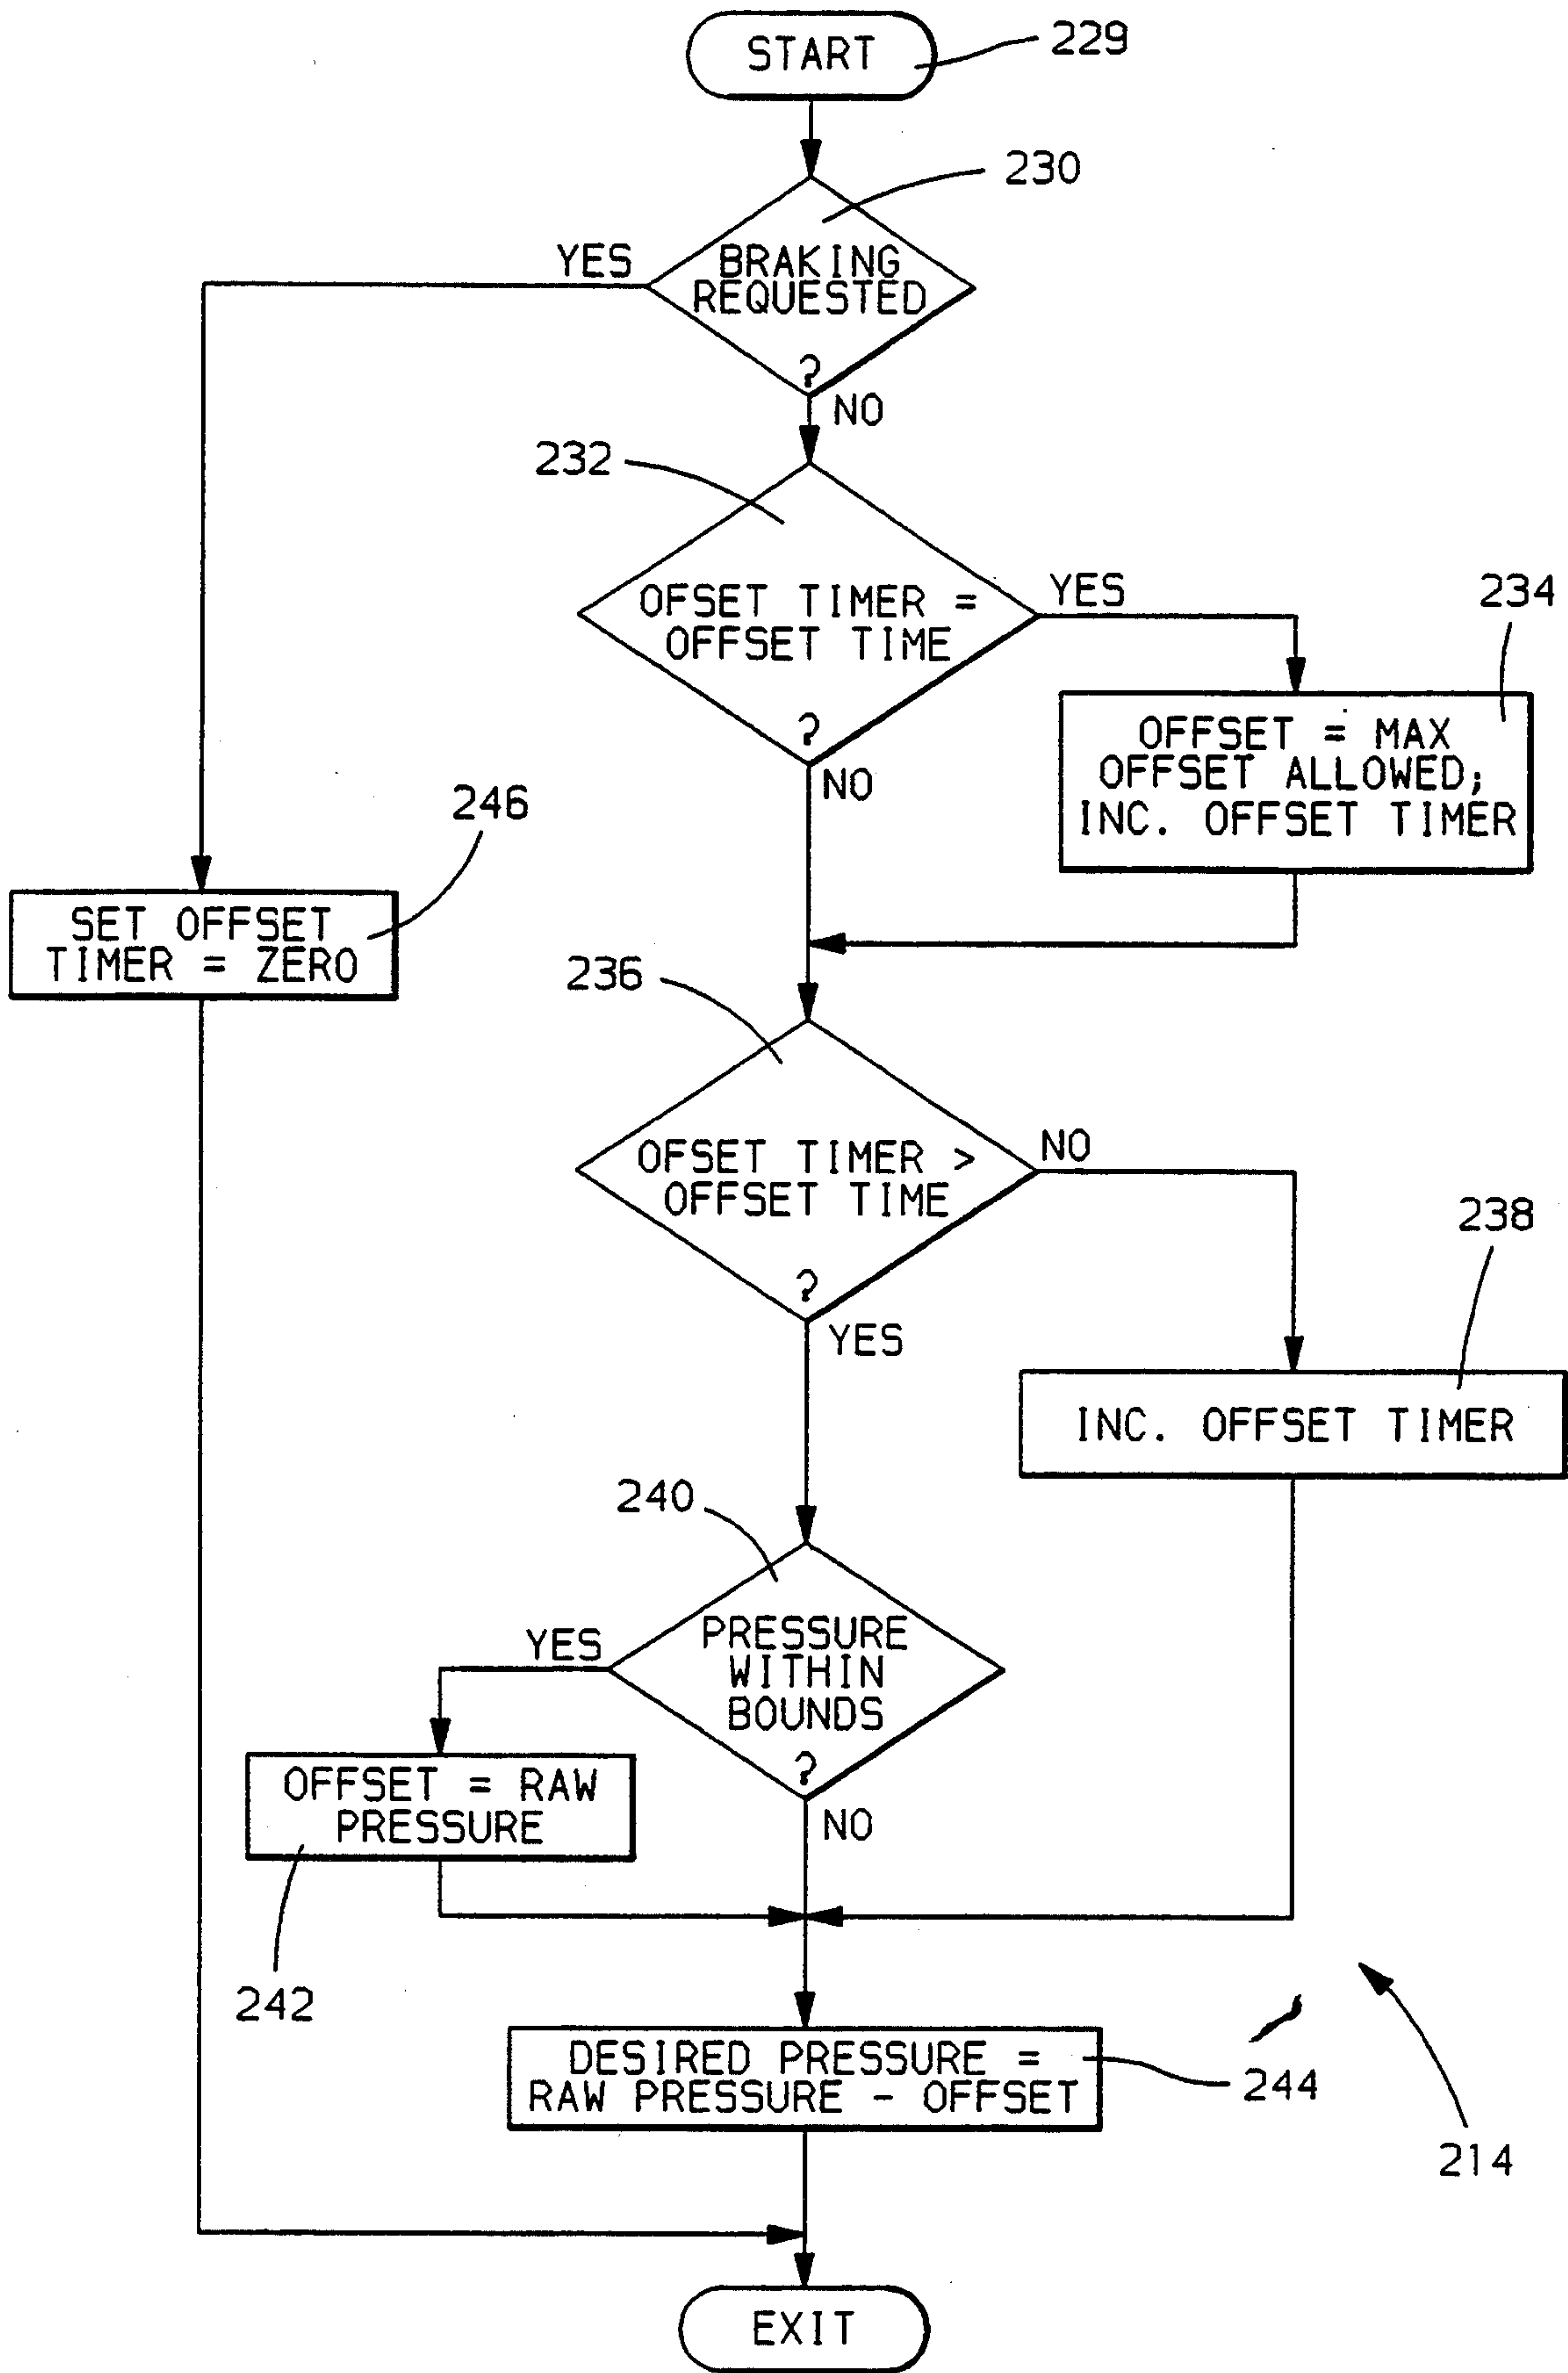 START
229
230
YES
BRAKING
REQUESTED
?
NO
232
OFSET TIMER =
OFFSET TIME
?
YES
NO
234
OFFSET = MAX
OFFSET ALLOWED;
INC. OFFSET TIMER
246
SET OFFSET
TIMER = ZERO
236
OFSET TIMER >
OFFSET TIME
?
NO
YES
238
INC. OFFSET TIMER
240
YES
PRESSURE
WITHIN
BOUNDS
?
NO
OFFSET = RAW
PRESSURE
242
DESIRED PRESSURE =
RAW PRESSURE - OFFSET
244
214
EXIT